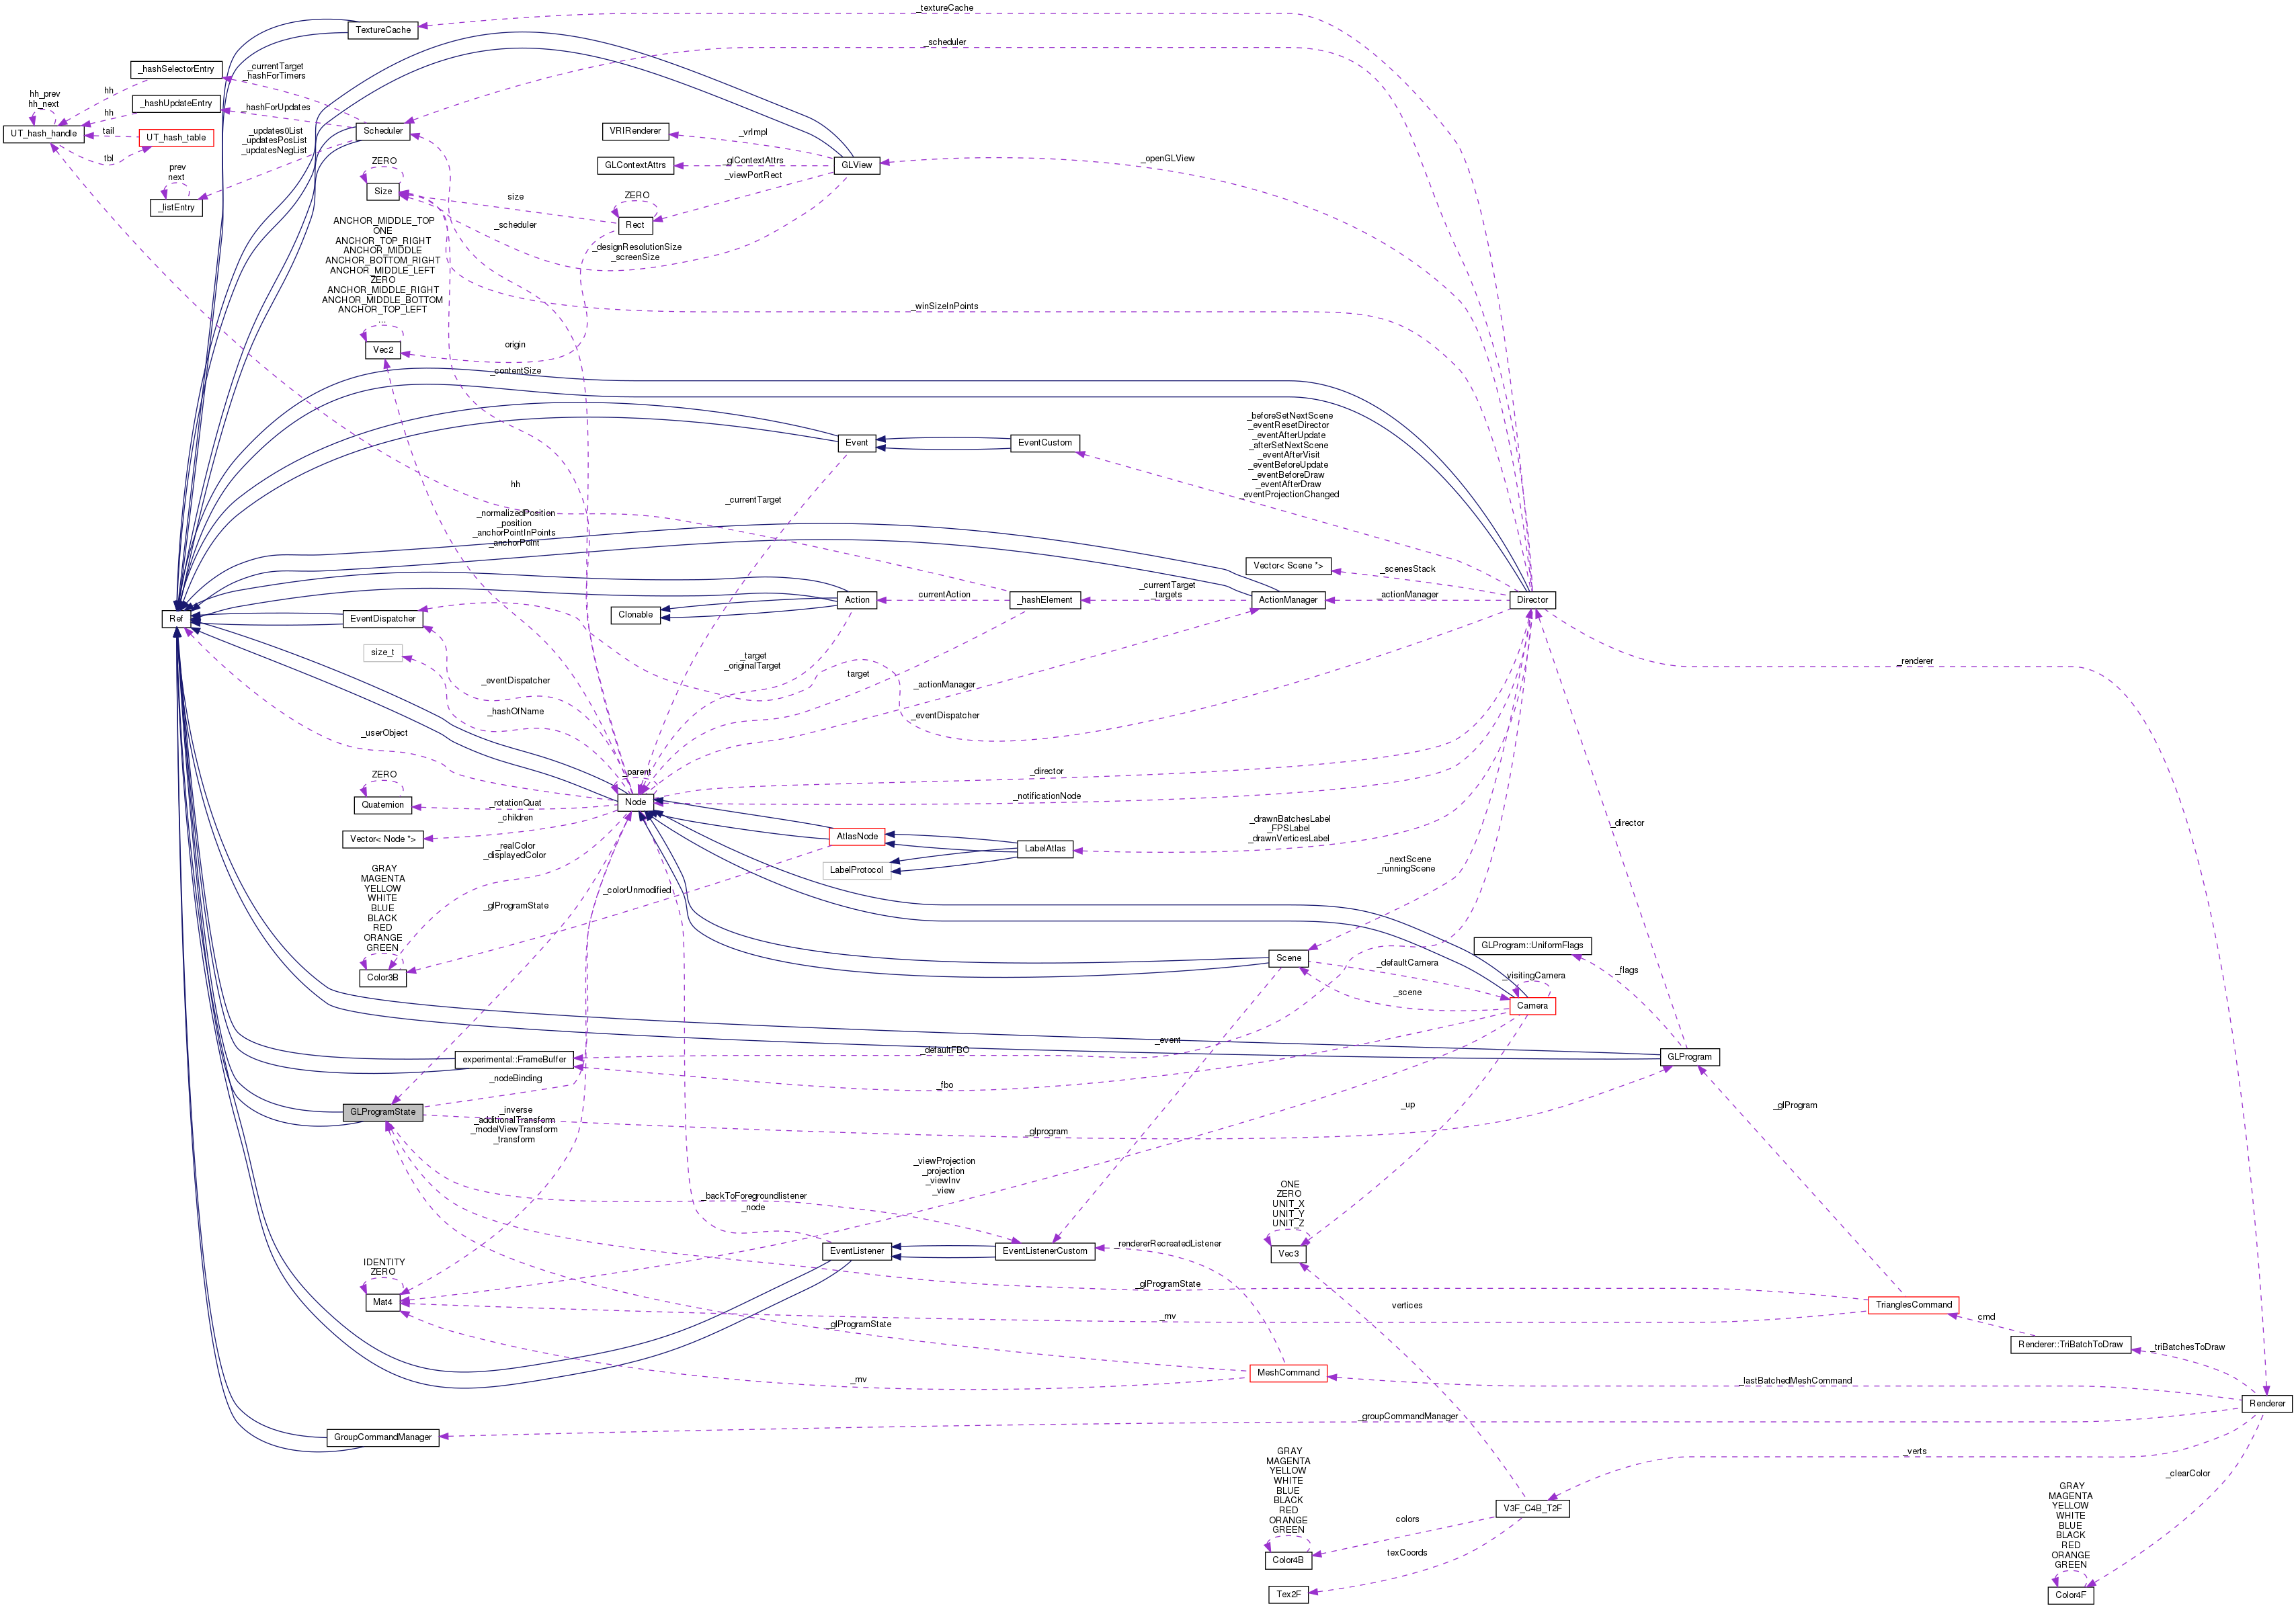 _textureCache
TextureCache
_scheduler
_hashSelectorEntry
_currentTarget
_hashForTimers
hh
hh_prev
hh_next
_hashUpdateEntry
_hashForUpdates
hh
UT_hash_handle
tail
UT_hash_table
tbl
_updates0List
_updatesPosList
_updatesNegList
Scheduler
VRIRenderer
_vrImpl
GLContextAttrs
_glContextAttrs
_viewPortRect
GLView
_openGLView
prev
next
_listEntry
ZERO
Size
size
ZERO
Rect
_scheduler
_designResolutionSize
_screenSize
ANCHOR_MIDDLE_TOP
ONE
ANCHOR_TOP_RIGHT
ANCHOR_MIDDLE
ANCHOR_BOTTOM_RIGHT
ANCHOR_MIDDLE_LEFT
ZERO
ANCHOR_MIDDLE_RIGHT
ANCHOR_MIDDLE_BOTTOM
ANCHOR_TOP_LEFT
...
Vec2
_winSizeInPoints
origin
_contentSize
Event
EventCustom
_beforeSetNextScene
_eventResetDirector
_eventAfterUpdate
_afterSetNextScene
_eventAfterVisit
_eventBeforeUpdate
_eventBeforeDraw
_eventAfterDraw
_eventProjectionChanged
hh
_currentTarget
_normalizedPosition
_position
_anchorPointInPoints
_anchorPoint
Vector< Scene *>
_scenesStack
Ref
EventDispatcher
Clonable
Action
currentAction
_hashElement
_currentTarget
_targets
ActionManager
_actionManager
Director
size_t
_eventDispatcher
_hashOfName
_target
_originalTarget
target
_actionManager
_eventDispatcher
_renderer
_userObject
ZERO
Quaternion
_rotationQuat
_parent
Node
_director
_notificationNode
_children
Vector< Node *>
AtlasNode
LabelAtlas
LabelProtocol
_drawnBatchesLabel
_FPSLabel
_drawnVerticesLabel
_director
_realColor
_displayedColor
_nextScene
_runningScene
GRAY
MAGENTA
YELLOW
WHITE
BLUE
BLACK
RED
ORANGE
GREEN
Color3B
_colorUnmodified
_glProgramState
Scene
_defaultCamera
_scene
_visitingCamera
Camera
GLProgram::UniformFlags
_flags
experimental::FrameBuffer
_defaultFBO
_event
GLProgram
_nodeBinding
_fbo
GLProgramState
_inverse
_additionalTransform
_modelViewTransform
_transform
_glprogram
_up
_glProgram
_viewProjection
_projection
_viewInv
_view
_backToForegroundlistener
_node
ONE
ZERO
UNIT_X
UNIT_Y
UNIT_Z
Vec3
EventListener
EventListenerCustom
_rendererRecreatedListener
IDENTITY
ZERO
Mat4
_glProgramState
TrianglesCommand
_mv
_glProgramState
vertices
cmd
Renderer::TriBatchToDraw
_triBatchesToDraw
MeshCommand
_mv
_lastBatchedMeshCommand
Renderer
_groupCommandManager
GroupCommandManager
_verts
GRAY
MAGENTA
YELLOW
WHITE
BLUE
BLACK
RED
ORANGE
GREEN
Color4B
colors
V3F_C4B_T2F
texCoords
Tex2F
_clearColor
GRAY
MAGENTA
YELLOW
WHITE
BLUE
BLACK
RED
ORANGE
GREEN
Color4F